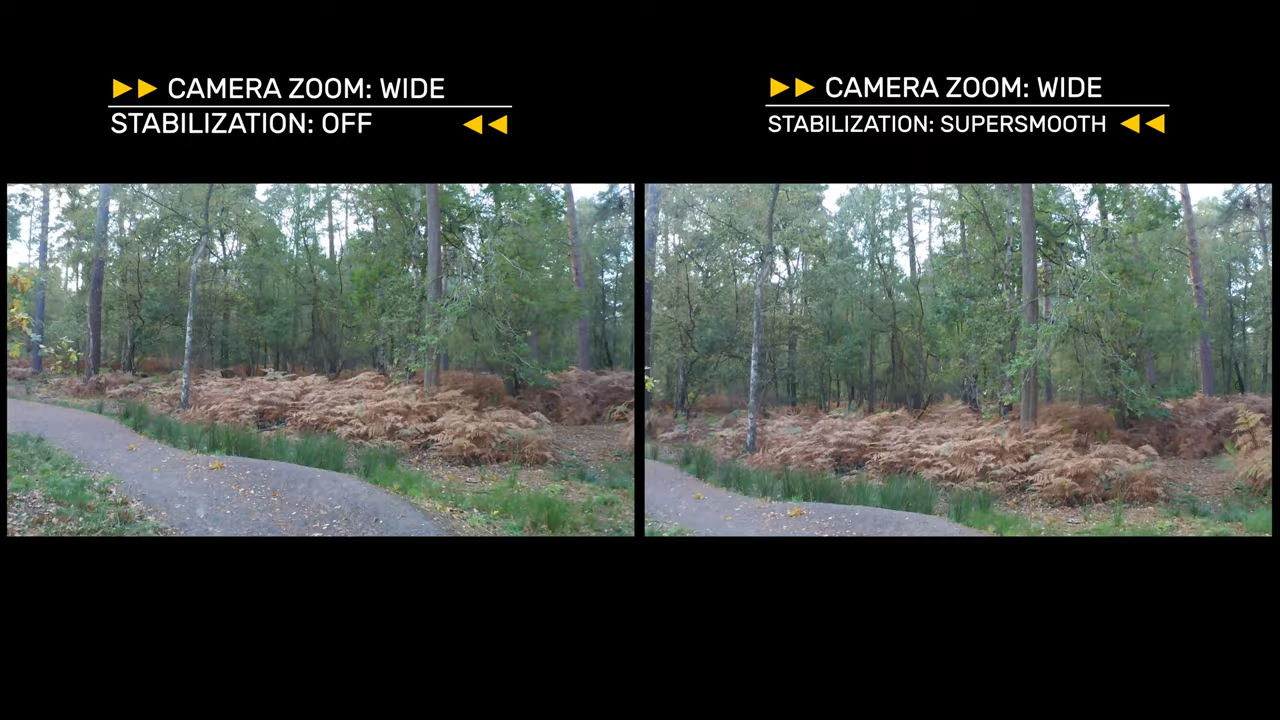 CAMERA ZOOM: WIDE
STABILIZATION: OFF
CAMERA ZOOM: WIDE
STABILIZATION: SUPERSMOOTH